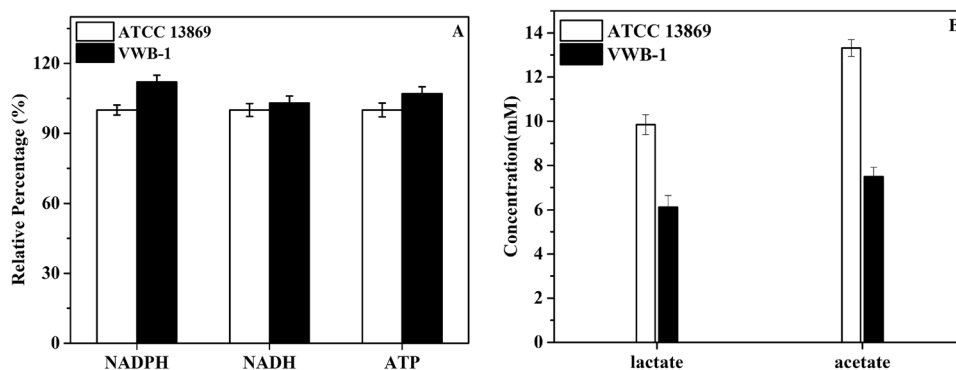 ATCC 13869
VWB-1
A
Relative Percentage (%)
120
90
60
30
0
NADPH
NADH
ATP
ATCC 13869
VWB-1
B
Concentration(mM)
14
12
10
8
6
4
2
0
lactate
acetate